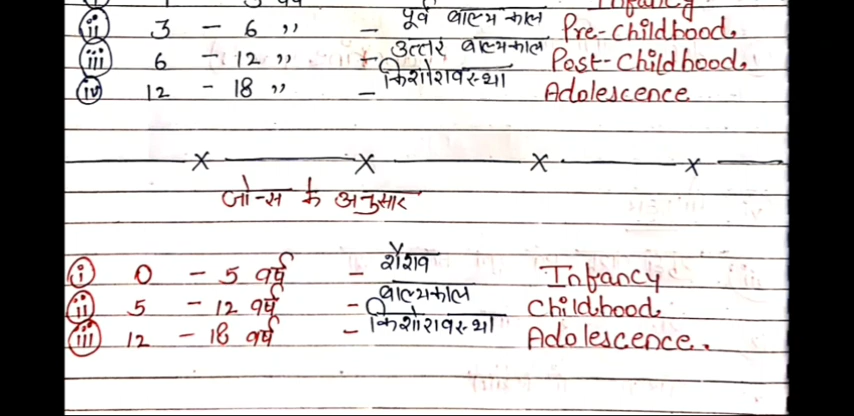 Infancy
(ii) 3 - 6 ,, - पूर्व बाल्यकाल Pre-Childhood.
(iii) 6 - 12 ,, - उत्तर बाल्यकाल Post-Childhood.
(iv) 12 - 18 ,, - किशोरावस्था Adolescence
जोन्स के अनुसार
(i) 0 - 5 वर्ष - शैशव Infancy
(ii) 5 - 12 वर्ष - बाल्यकाल Childhood.
(iii) 12 - 18 वर्ष - किशोरावस्था Adolescence.